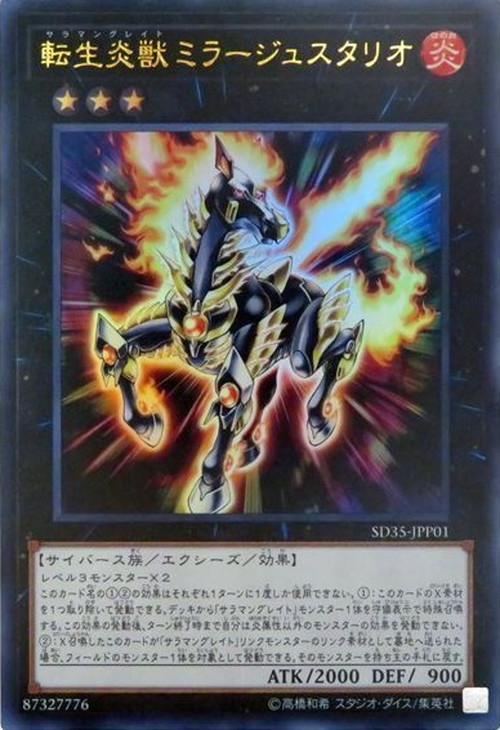 サラマングレイト
転生炎獣ミラージュスタリオ
炎
SD35-JPP01
【サイバース族／エクシーズ／効果】
レベル３モンスター×２
このカード名の①②の効果はそれぞれ１ターンに１度しか使用できない。①：このカードのX素材
を１つ取り除いて発動できる。デッキから「サラマングレイト」モンスター１体を守備表示で特殊召喚
する。この効果の発動後、ターン終了時まで自分は炎属性以外のモンスターの効果を発動できない。
②：X召喚したこのカードが「サラマングレイト」リンクモンスターのリンク素材として墓地へ送られた
場合、フィールドのモンスター１体を対象として発動できる。そのモンスターを持ち主の手札に戻す。
ATK/2000 DEF/ 900
87327776
©高橋和希 スタジオ・ダイス/集英社